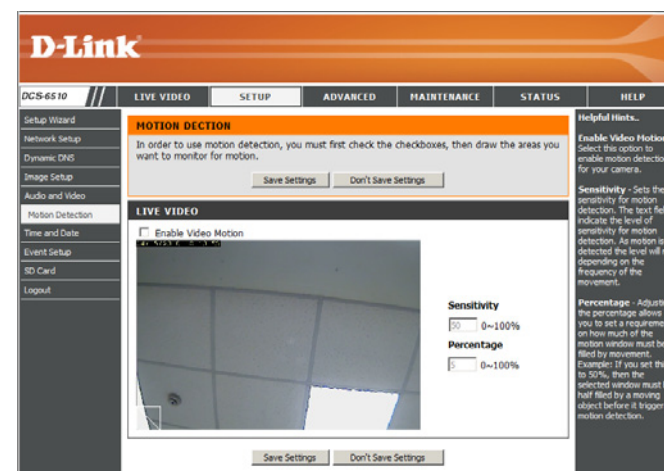 D-Link
DCS-6510
LIVE VIDEO
SETUP
ADVANCED
MAINTENANCE
STATUS
HELP
Setup Wizard
Network Setup
Dynamic DNS
Image Setup
Audio and Video
Motion Detection
Time and Date
Event Setup
SD Card
Logout
MOTION DECTION
In order to use motion detection, you must first check the checkboxes, then draw the areas you
want to monitor for motion.
Save Settings
Don't Save Settings
LIVE VIDEO
Enable Video Motion
Sensitivity
50 0~100%
Percentage
5 0~100%
Save Settings
Don't Save Settings
Helpful Hints..
Enable Video Motion
Select this option to
enable motion detectio
for your camera.
Sensitivity - Sets the
sensitivity for motion
detection. The text fiel
indicate the level of
sensitivity for motion
detection. As motion is
detected the level will
depending on the
frequency of the
movement.
Percentage - Adjusti
the percentage allows
you to set a requireme
on how much of the
motion window must be
filled by movement.
Example: If you set thi
to 50%, then the
selected window must
half filled by a moving
object before it trigger
motion detection.